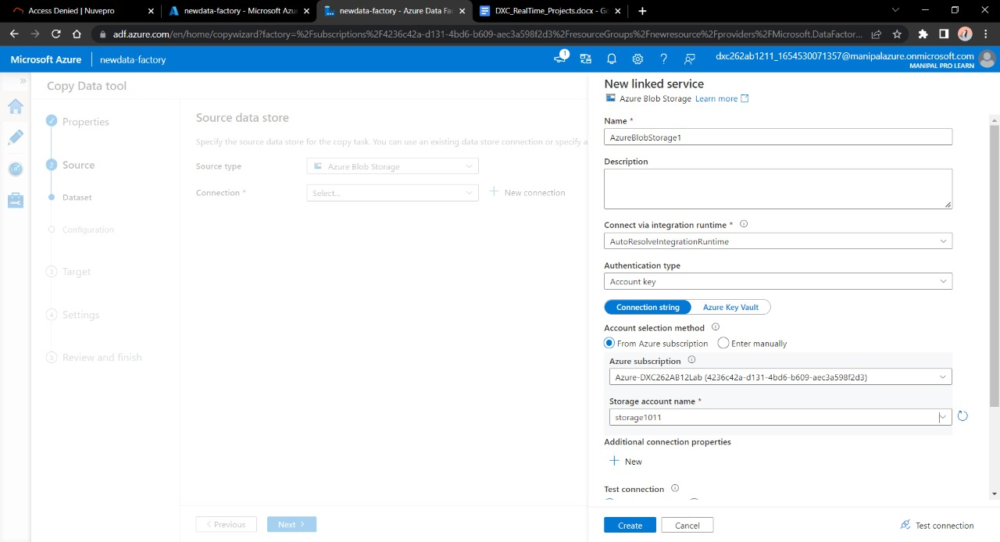 Access Denied | Nuvepro
newdata-factory - Microsoft Azu
newdata-factory - Azure Data Fa
DXC_RealTime_Projects.docx - Go
adf.azure.com/en/home/copywizard?factory=%2Fsubscriptions%2F4236c42a-d131-4bd6-b609-aec3a598f2d3%2FresourceGroups%2Fnewresource%2Fproviders%2FMicrosoft.DataFactor...
Microsoft Azure
newdata-factory
1
dxc262ab1211_1654530071357@manipalazure.onmicrosoft.com
MANIPAL PRO LEARN
Copy Data tool
Properties
2 Source
Dataset
Configuration
3 Target
4 Settings
5 Review and finish
Source data store
Specify the source data store for the copy task. You can use an existing data store connection or specify a
Source type
Azure Blob Storage
Connection *
Select...
New connection
< Previous
Next >
New linked service
Azure Blob Storage Learn more
Name *
AzureBlobStorage1
Description
Connect via integration runtime *
AutoResolveIntegrationRuntime
Authentication type
Account key
Connection string
Azure Key Vault
Account selection method
From Azure subscription
Enter manually
Azure subscription
Azure-DXC262AB12Lab (4236c42a-d131-4bd6-b609-aec3a598f2d3)
Storage account name *
storage1011
Additional connection properties
+ New
Test connection
Create
Cancel
Test connection